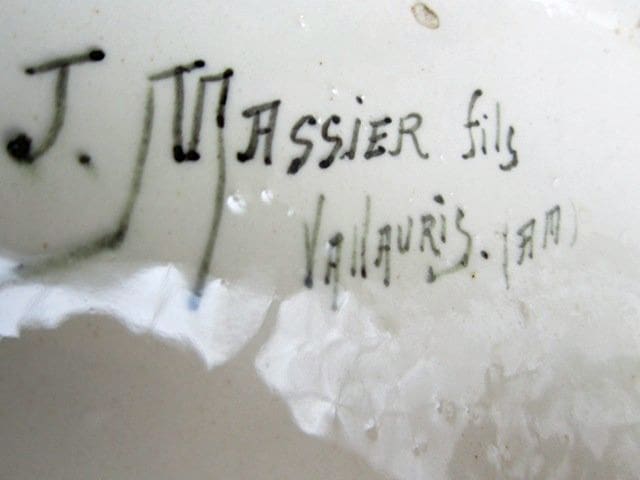 J. MASSIER fils
VAllAURIS. (AM)